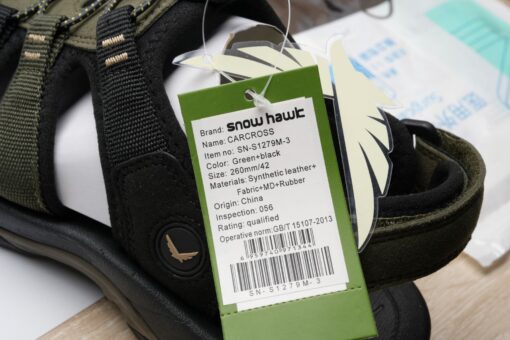 Brand: snow hawk
Name: CARCROSS
Item no: SN-S1279M-3
Color: Green+black
Size: 260mm/42
Materials: Synthetic leather+
Fabric+MD+Rubber
Origin: China
Inspection: 056
Rating: qualified
Operative norm:GB/T 15107-2013
SN- S1279M- 3